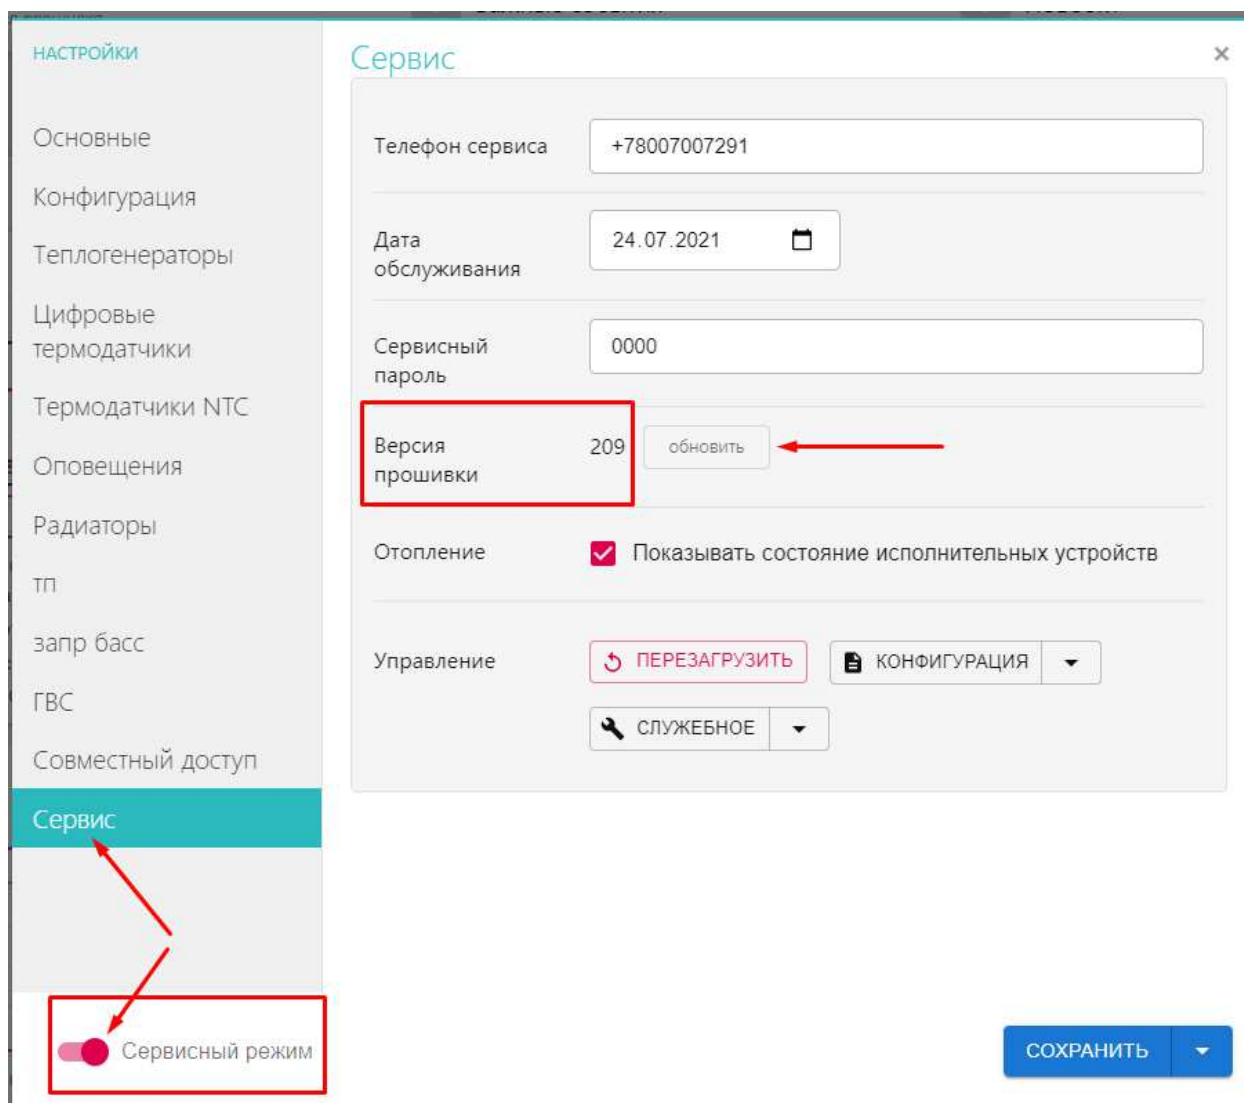 НАСТРОЙКИ
Основные
Конфигурация
Теплогенераторы
Цифровые
термодатчики
Термодатчики NTC
Оповещения
Радиаторы
тп
запр басс
ГВС
Совместный доступ
Сервис
Сервисный режим
Сервис
×
Телефон сервиса
+78007007291
Дата
обслуживания
24.07.2021
Сервисный
пароль
0000
Версия
прошивки
209
обновить
Отопление
Показывать состояние исполнительных устройств
Управление
ПЕРЕЗАГРУЗИТЬ
КОНФИГУРАЦИЯ
СЛУЖЕБНОЕ
СОХРАНИТЬ